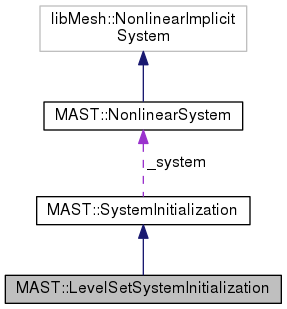 libMesh::NonlinearImplicit
System
MAST::NonlinearSystem
_system
MAST::SystemInitialization
MAST::LevelSetSystemInitialization